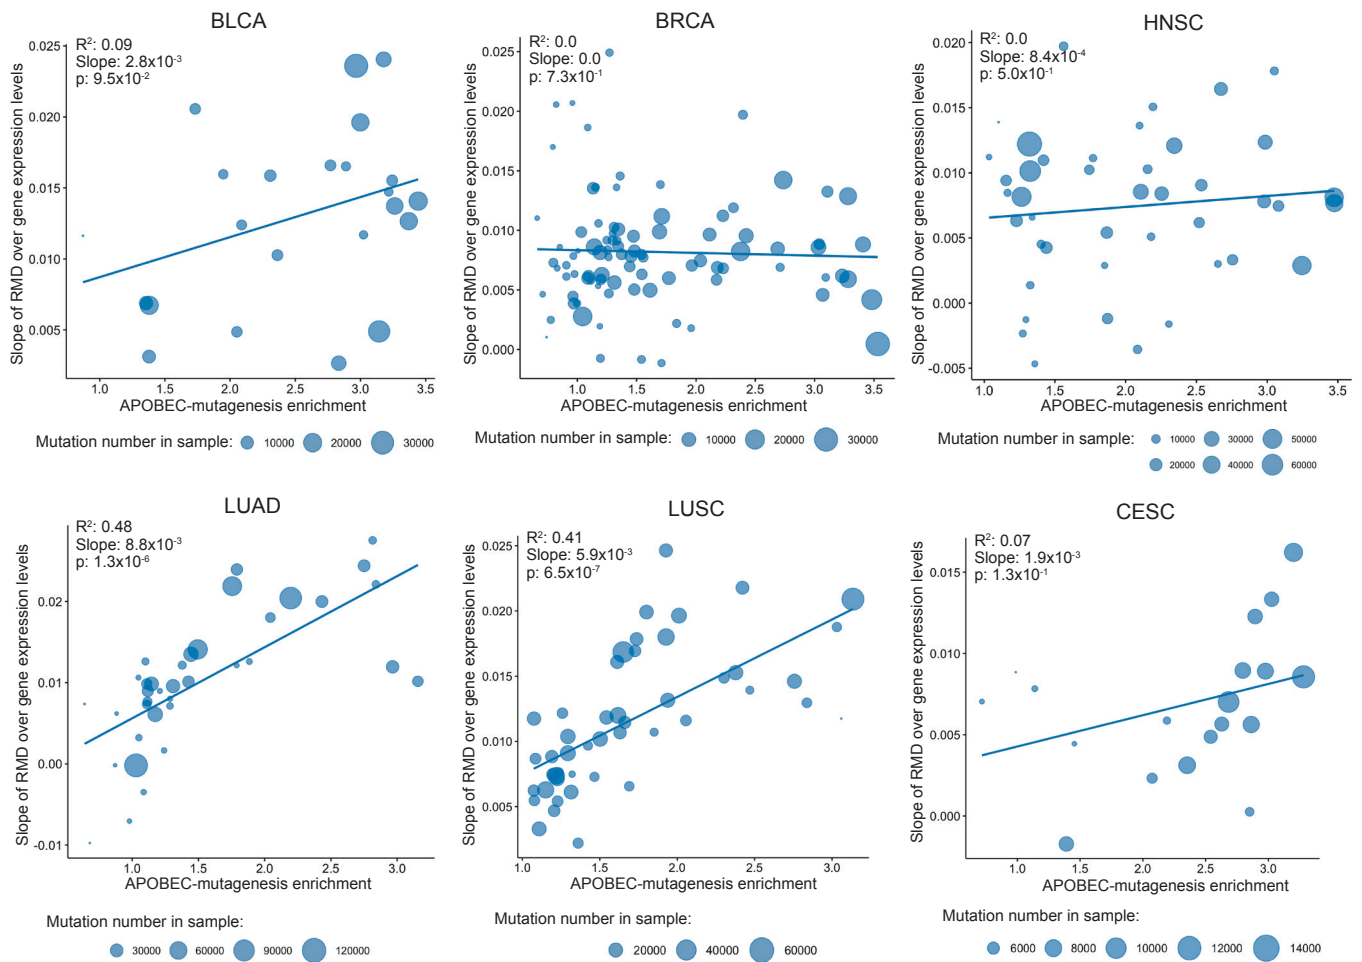 BLCA
R²: 0.09
Slope: 2.8x10⁻³
p: 9.5x10⁻²
Slope of RMD over gene expression levels
0.025
0.020
0.015
0.010
0.005
1.0 1.5 2.0 2.5 3.0 3.5
APOBEC-mutagenesis enrichment
Mutation number in sample: 10000 20000 30000
BRCA
R²: 0.0
Slope: 0.0
p: 7.3x10⁻¹
Slope of RMD over gene expression levels
0.025
0.020
0.015
0.010
0.005
0.000
1.0 1.5 2.0 2.5 3.0 3.5
APOBEC-mutagenesis enrichment
Mutation number in sample: 10000 20000 30000
HNSC
R²: 0.0
Slope: 8.4x10⁻⁴
p: 5.0x10⁻¹
Slope of RMD over gene expression levels
0.020
0.015
0.010
0.005
0.000
-0.005
1.0 1.5 2.0 2.5 3.0 3.5
APOBEC-mutagenesis enrichment
Mutation number in sample: 10000 30000 50000
20000 40000 60000
LUAD
R²: 0.48
Slope: 8.8x10⁻³
p: 1.3x10⁻⁶
Slope of RMD over gene expression levels
0.02
0.01
0.00
-0.01
1.0 1.5 2.0 2.5 3.0
APOBEC-mutagenesis enrichment
Mutation number in sample:
30000 60000 90000 120000
LUSC
R²: 0.41
Slope: 5.9x10⁻³
p: 6.5x10⁻⁷
Slope of RMD over gene expression levels
0.025
0.020
0.015
0.010
0.005
1.0 1.5 2.0 2.5 3.0
APOBEC-mutagenesis enrichment
Mutation number in sample:
20000 40000 60000
CESC
R²: 0.07
Slope: 1.9x10⁻³
p: 1.3x10⁻¹
Slope of RMD over gene expression levels
0.015
0.010
0.005
0.000
1.0 1.5 2.0 2.5 3.0
APOBEC-mutagenesis enrichment
Mutation number in sample:
6000 8000 10000 12000 14000